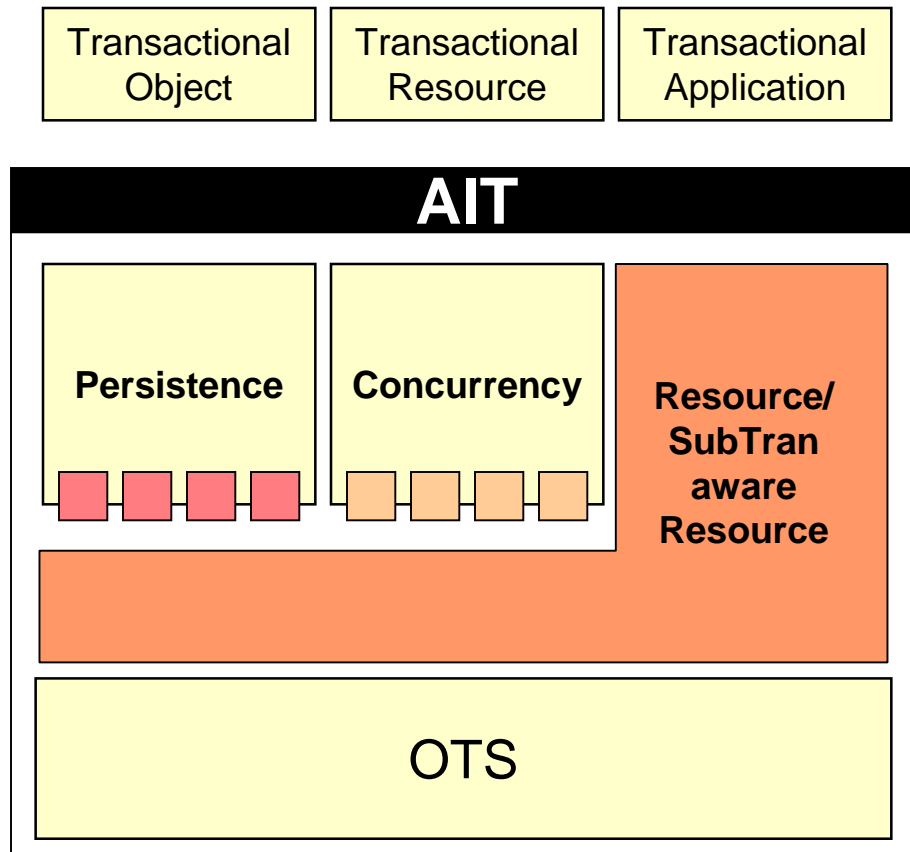 Transactional
Object
Transactional
Resource
Transactional
Application
AIT
Persistence
Concurrency
Resource/
SubTran
aware
Resource
OTS